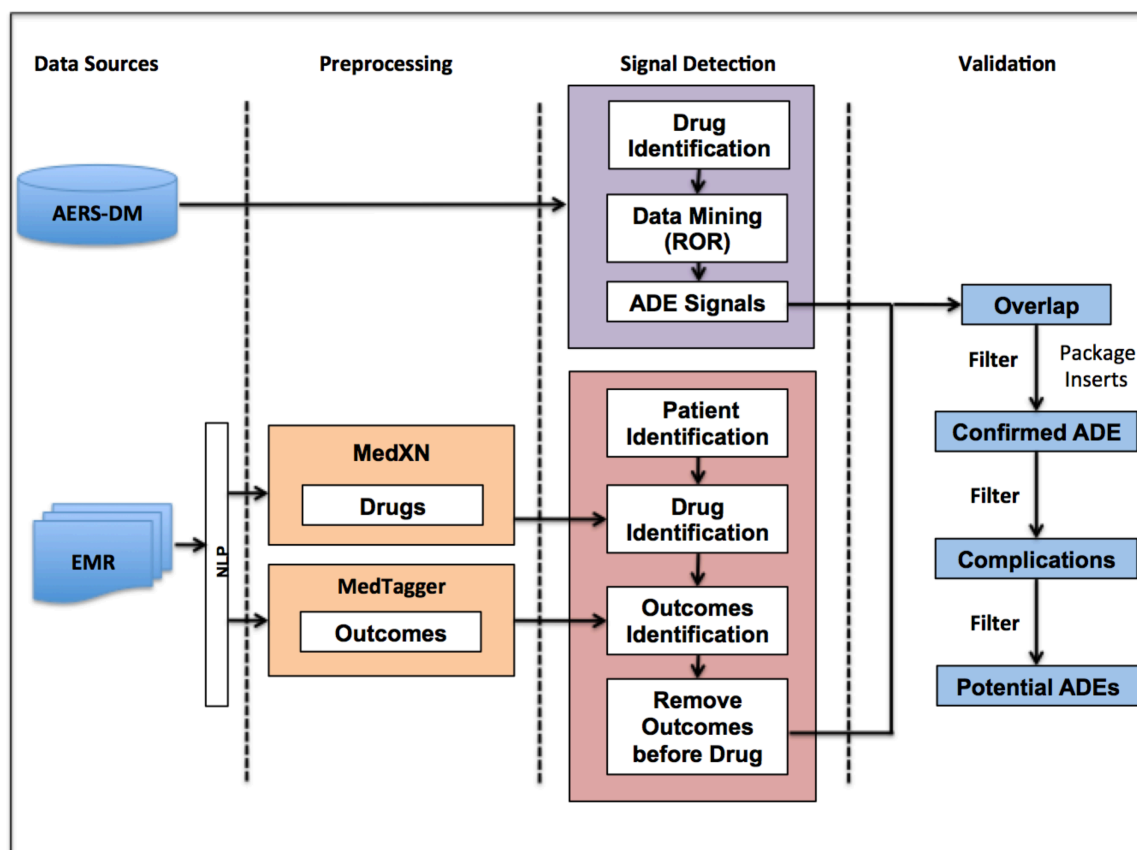 Data Sources
Preprocessing
Signal Detection
Validation
AERS-DM
Drug
Identification
Data Mining
(ROR)
ADE Signals
Overlap
Filter
Package
Inserts
Confirmed ADE
Filter
Complications
Filter
Potential ADEs
EMR
NLP
MedXN
Drugs
MedTagger
Outcomes
Patient
Identification
Drug
Identification
Outcomes
Identification
Remove
Outcomes
before Drug